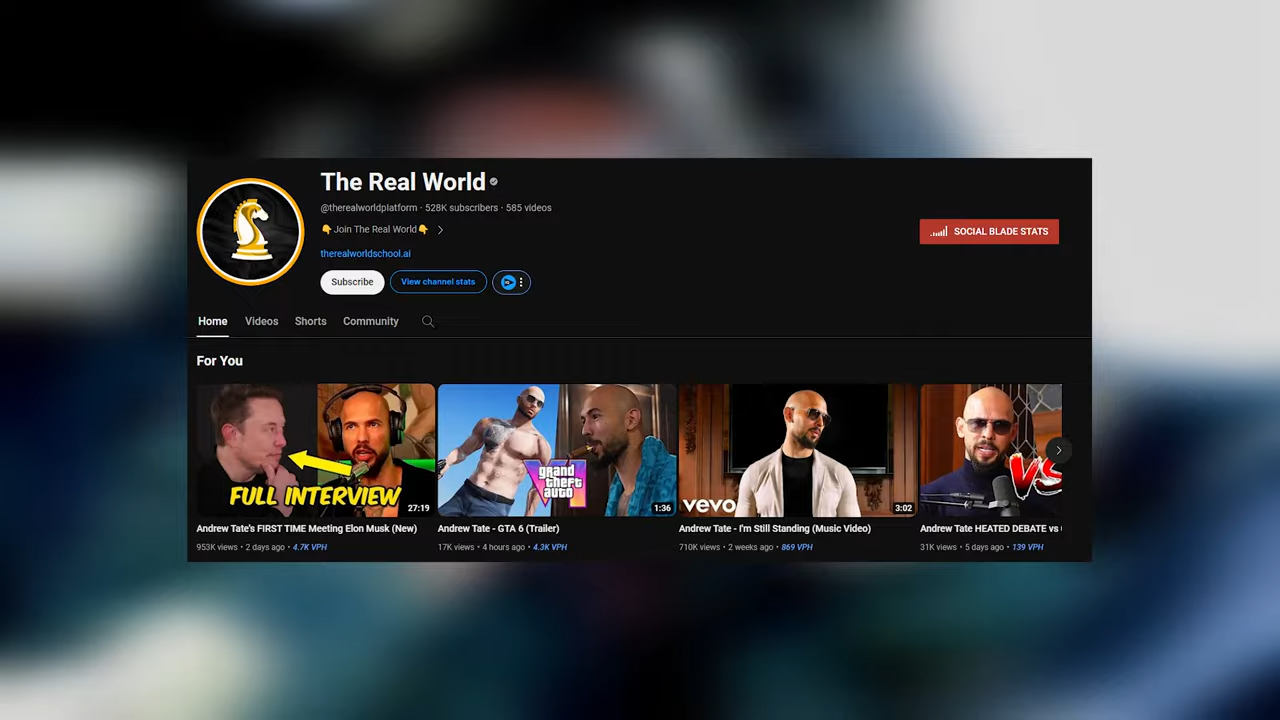 The Real World
@therealworldplatform · 528K subscribers · 585 videos
👇Join The Real World👇
therealworldschool.ai
SOCIAL BLADE STATS
Subscribe
View channel stats
Home
Videos
Shorts
Community
For You
FULL INTERVIEW
27:19
grand
theft
auto
1:36
vevo
3:02
VS
Andrew Tate's FIRST TIME Meeting Elon Musk (New)
953K views · 2 days ago · 4.7K VPH
Andrew Tate - GTA 6 (Trailer)
17K views · 4 hours ago · 4.3K VPH
Andrew Tate - I'm Still Standing (Music Video)
710K views · 2 weeks ago · 869 VPH
Andrew Tate HEATED DEBATE vs
31K views · 5 days ago · 139 VPH